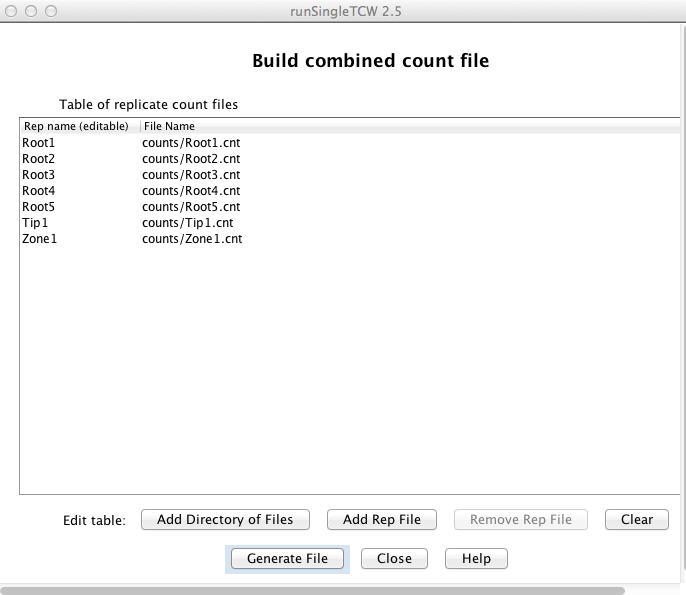 runSingleTCW 2.5
Build combined count file
Table of replicate count files
Rep name (editable) File Name
Root1 counts/Root1.cnt
Root2 counts/Root2.cnt
Root3 counts/Root3.cnt
Root4 counts/Root4.cnt
Root5 counts/Root5.cnt
Tip1 counts/Tip1.cnt
Zone1 counts/Zone1.cnt
Edit table: Add Directory of Files Add Rep File Remove Rep File Clear
Generate File Close Help